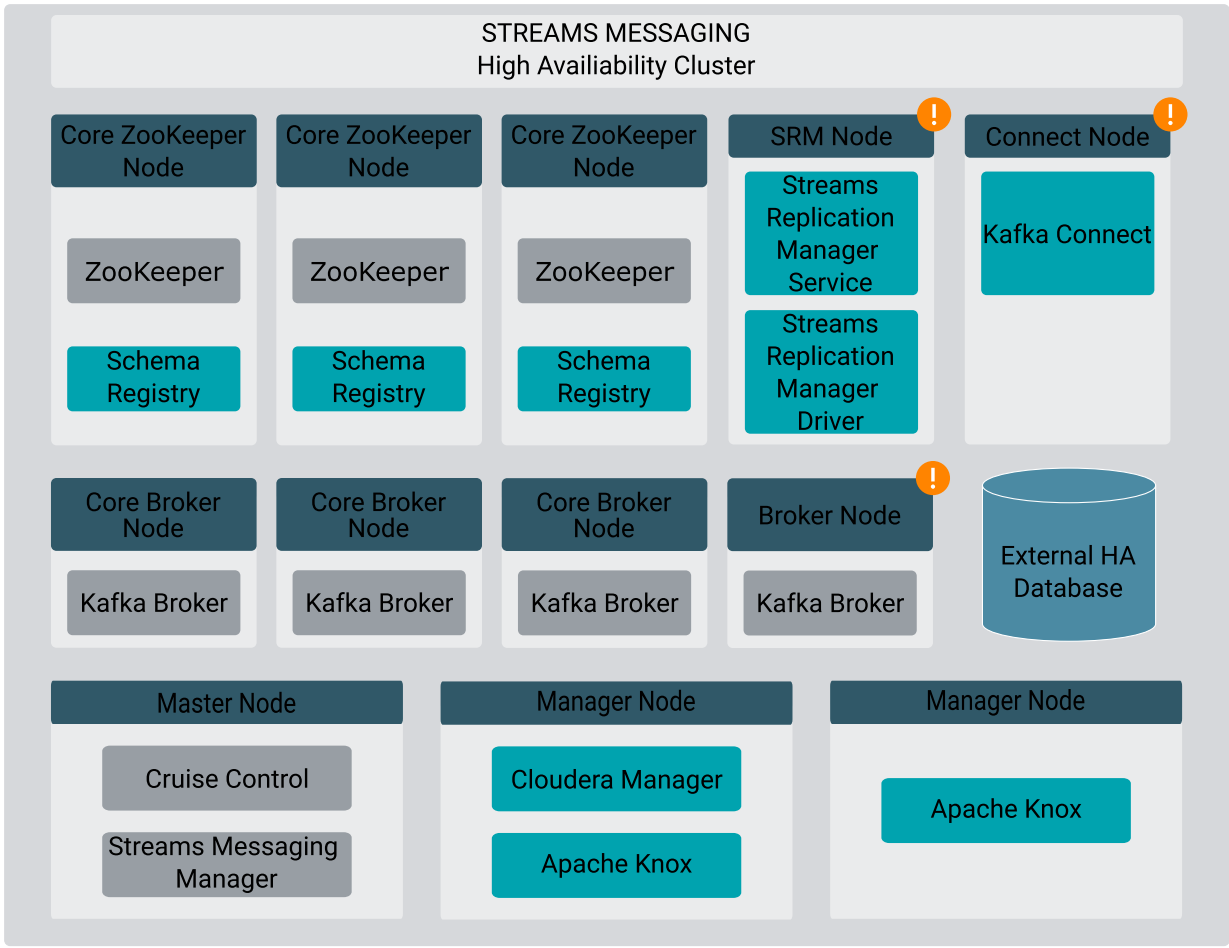 STREAMS MESSAGING
High Availiability Cluster
Core ZooKeeper
Node
Core ZooKeeper
Node
Core ZooKeeper
Node
SRM Node
!
Connect Node
!
ZooKeeper
Schema
Registry
ZooKeeper
Schema
Registry
ZooKeeper
Schema
Registry
Streams
Replication
Manager
Service
Streams
Replication
Manager
Driver
Kafka Connect
Core Broker
Node
Kafka Broker
Core Broker
Node
Kafka Broker
Core Broker
Node
Kafka Broker
Broker Node
!
Kafka Broker
External HA
Database
Master Node
Cruise Control
Streams Messaging
Manager
Manager Node
Cloudera Manager
Apache Knox
Manager Node
Apache Knox